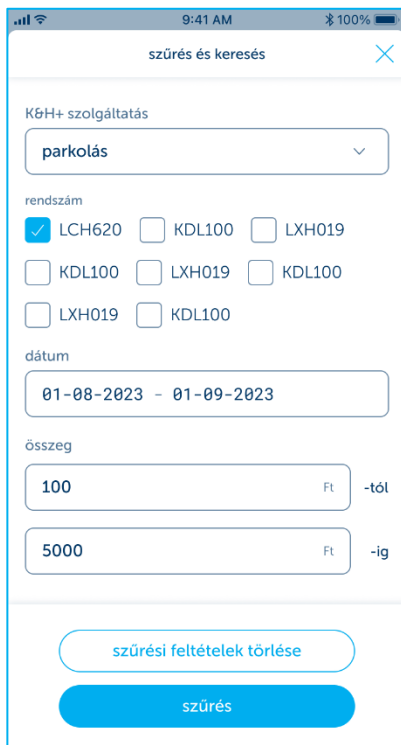 9:41 AM 100%
szűrés és keresés
K&H+ szolgáltatás
parkolás
rendszám
LCH620 KDL100 LXH019
KDL100 LXH019 KDL100
LXH019 KDL100
dátum
01-08-2023 - 01-09-2023
összeg
100 Ft -tól
5000 Ft -ig
szűrési feltételek törlése
szűrés